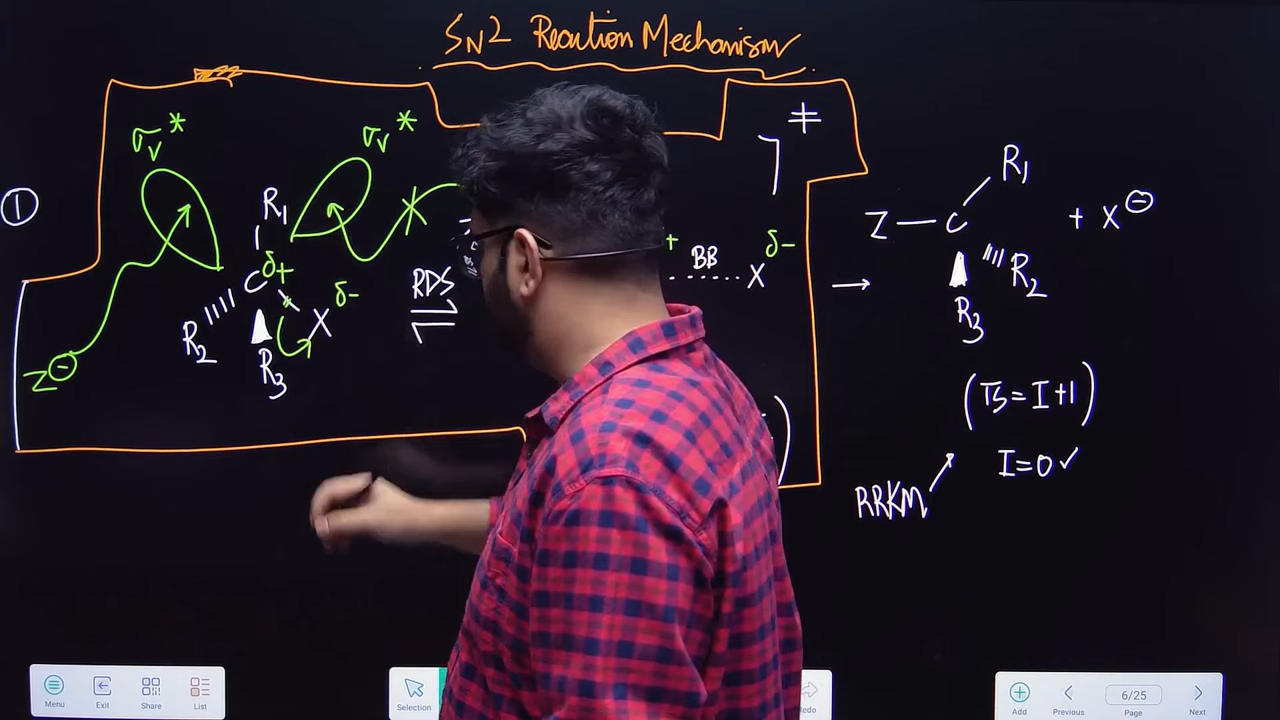 SN2 Reaction Mechanism
①
σv* σv*
R1
C δ+
R2
R3
X δ-
Z⊖
RDS
⇌
+ BB X δ-
] ‡
)
→
Z — C R1 + X⊖
R2
R3
(TS = I+1)
I=0 ✓
RRKM
Menu Exit Share List
Selection
Add Previous 6/25 Page Next